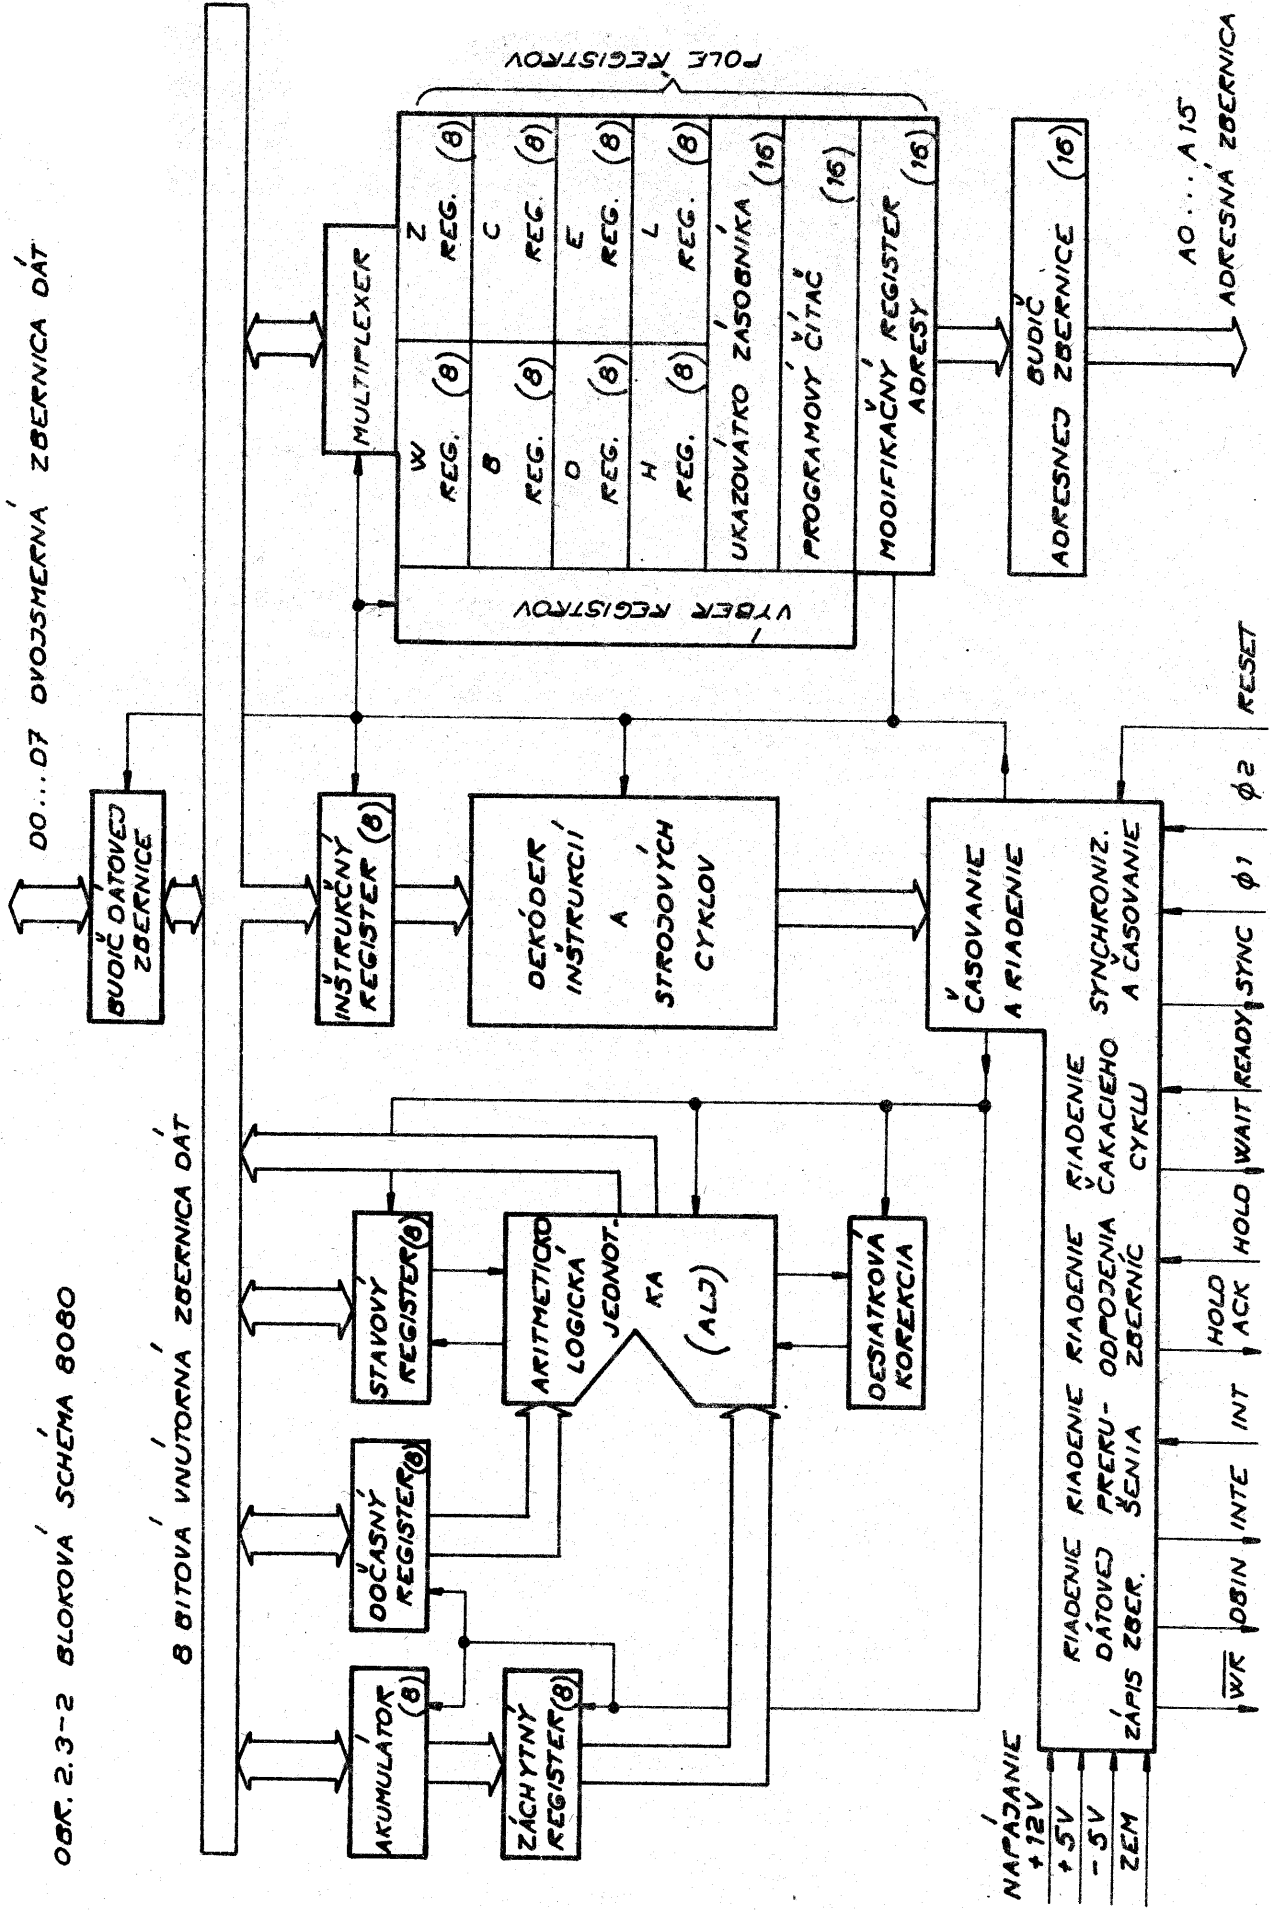 OBR. 2.3-2 BLOKOVÁ SCHÉMA 8080
D0...D7 DVOJSMERNÁ ZBERNICA DÁT
BUDIČ DÁTOVEJ
ZBERNICE
8 BITOVÁ VNÚTORNÁ ZBERNICA DÁT
AKUMULÁTOR
(8)
DOČASNÝ
REGISTER (8)
STAVOVÝ
REGISTER (8)
INŠTRUKČNÝ
REGISTER (8)
MULTIPLEXER
ZÁCHYTNÝ
REGISTER (8)
ARITMETICKO
LOGICKÁ
JEDNOT.
KA
(ALJ)
DESIATKOVÁ
KOREKCIA
DEKÓDER
INŠTRUKCIÍ
A
STROJOVÝCH
CYKLOV
VÝBER REGISTROV
W
REG. (8)
Z
REG. (8)
B
REG. (8)
C
REG. (8)
D
REG. (8)
E
REG. (8)
H
REG. (8)
L
REG. (8)
UKAZOVÁTKO ZÁSOBNÍKA
(16)
PROGRAMOVÝ ČÍTAČ
(16)
MODIFIKAČNÝ REGISTER
ADRESY (16)
POLE REGISTROV
BUDIČ
ADRESNEJ ZBERNICE (16)
A0...A15
ADRESNÁ ZBERNICA
ČASOVANIE
A RIADENIE
ZÁPIS
RIADENIE
DÁTOVEJ
ZBER.
RIADENIE
PRERU-
ŠENIA
RIADENIE
ODPOJENIA
ZBERNÍC
RIADENIE
ČAKACIEHO
CYKLU
SYNCHRONIZ.
A ČASOVANIE
NAPÁJANIE
+12V
+5V
-5V
ZEM
W̅R̅
DBIN
INTE
INT
HOLD
ACK
HOLD
WAIT
READY
SYNC
φ1
φ2
RESET